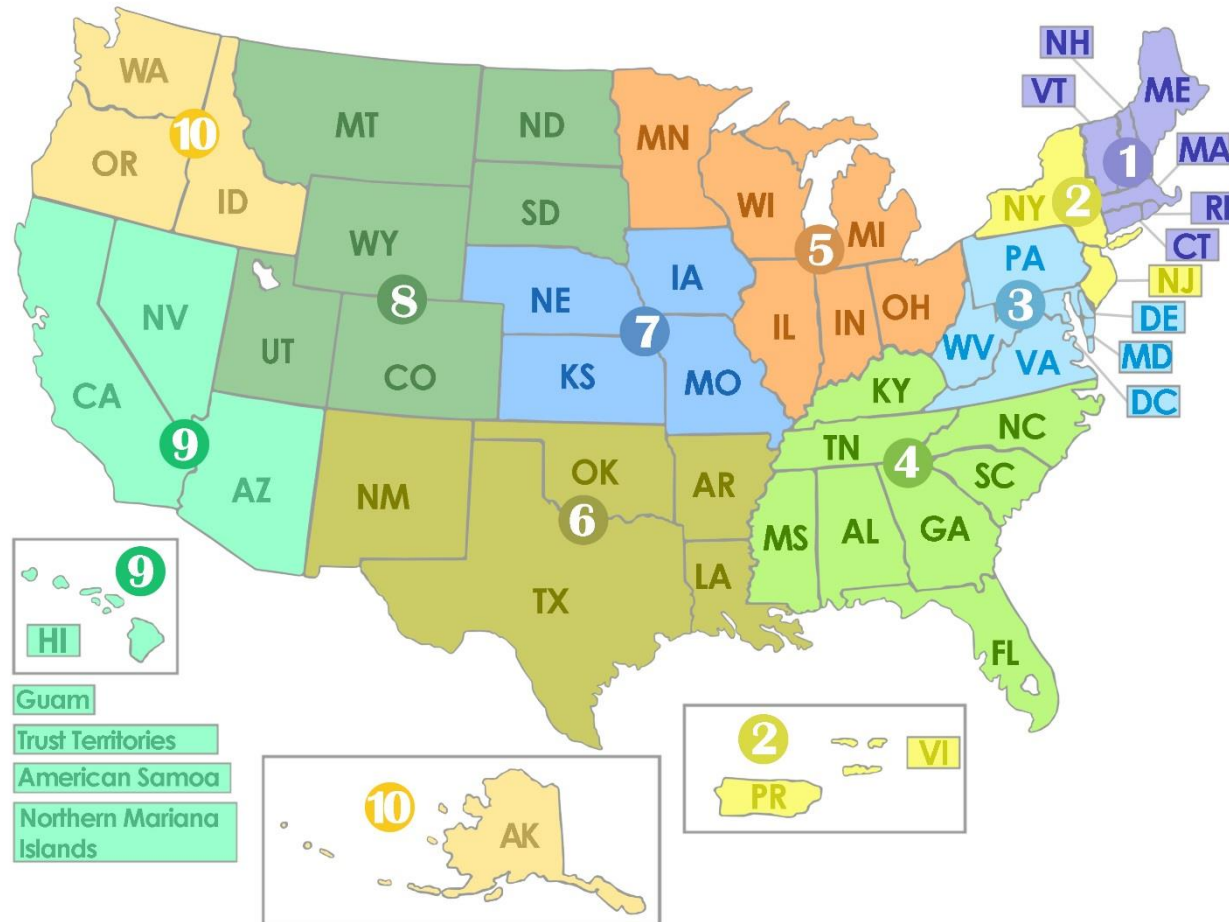 NH
VT
ME
MA
RI
CT
1
WA
OR
ID
10
MT
ND
SD
WY
UT
CO
8
MN
WI
MI
5
IL
IN
OH
NY
2
NJ
PA
3
DE
MD
DC
WV
VA
NE
IA
7
KS
MO
CA
NV
9
AZ
NM
OK
AR
6
TX
LA
KY
TN
NC
4
SC
MS
AL
GA
FL
9
HI
Guam
Trust Territories
American Samoa
Northern Mariana
Islands
10
AK
2
PR
VI